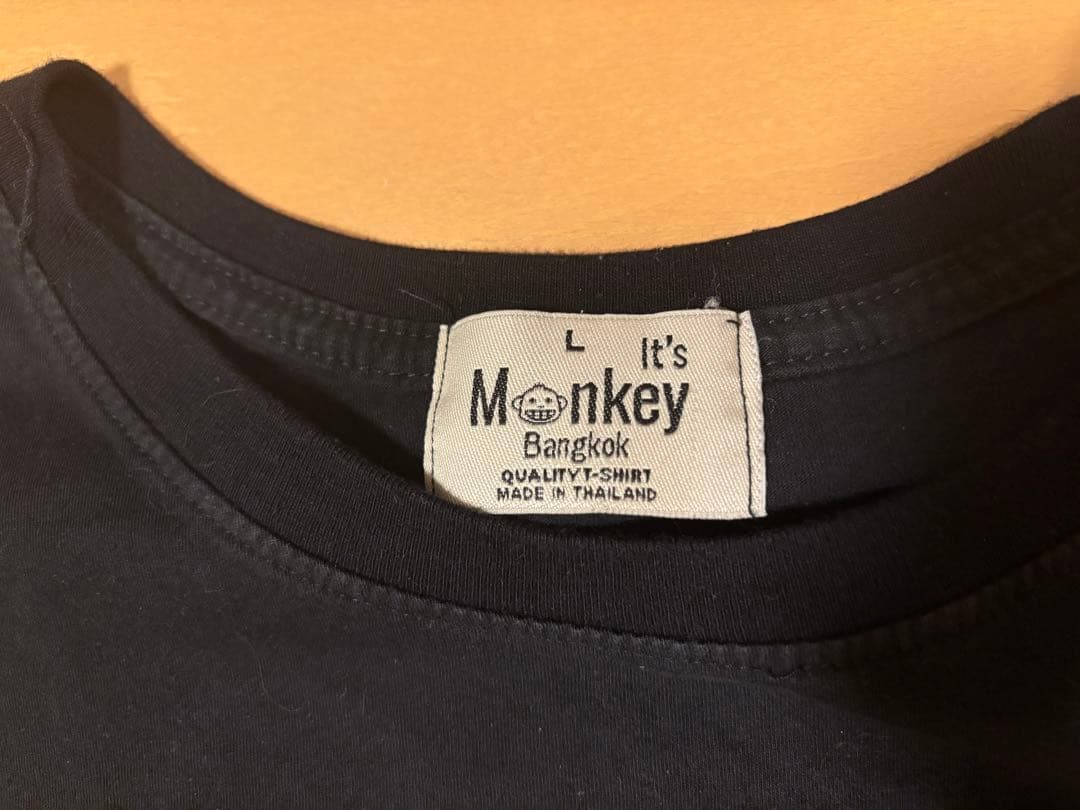 L
It's
Monkey
Bangkok
QUALITY T-SHIRT
MADE IN THAILAND